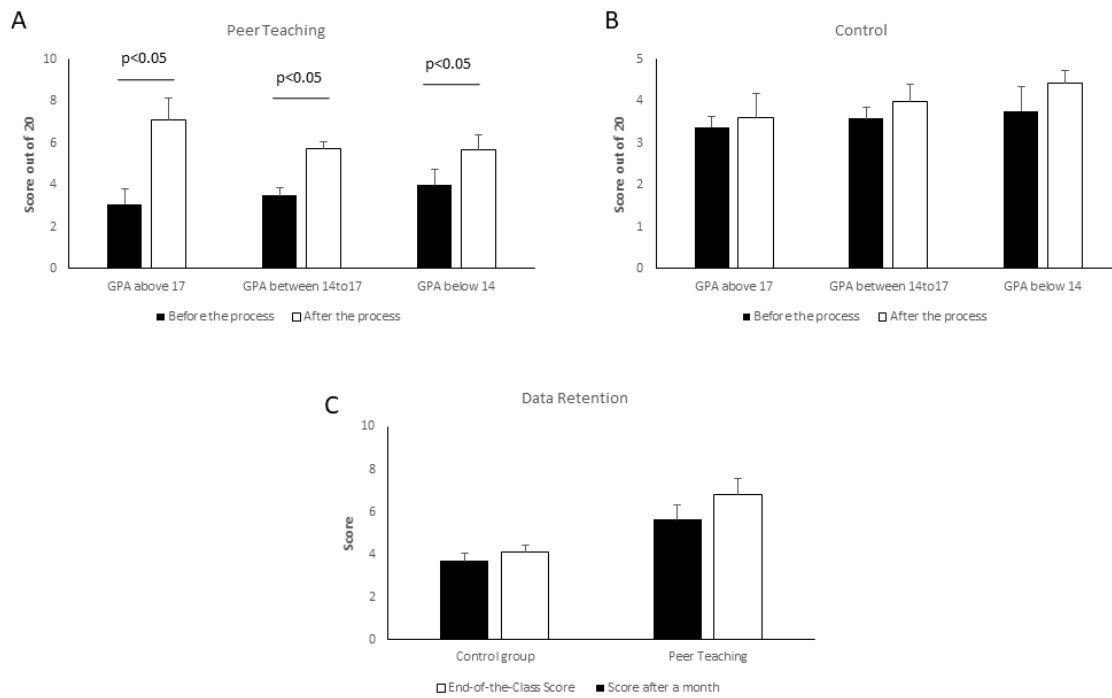 A
Peer Teaching
10
8
6
4
2
0
Score out of 20
p<0.05
p<0.05
p<0.05
GPA above 17
GPA between 14to17
GPA below 14
Before the process
After the process
B
Control
5
4
3
2
1
0
Score out of 20
GPA above 17
GPA between 14to17
GPA below 14
Before the process
After the process
C
Data Retention
10
8
6
4
2
0
Score
Control group
Peer Teaching
End-of-the-Class Score
Score after a month